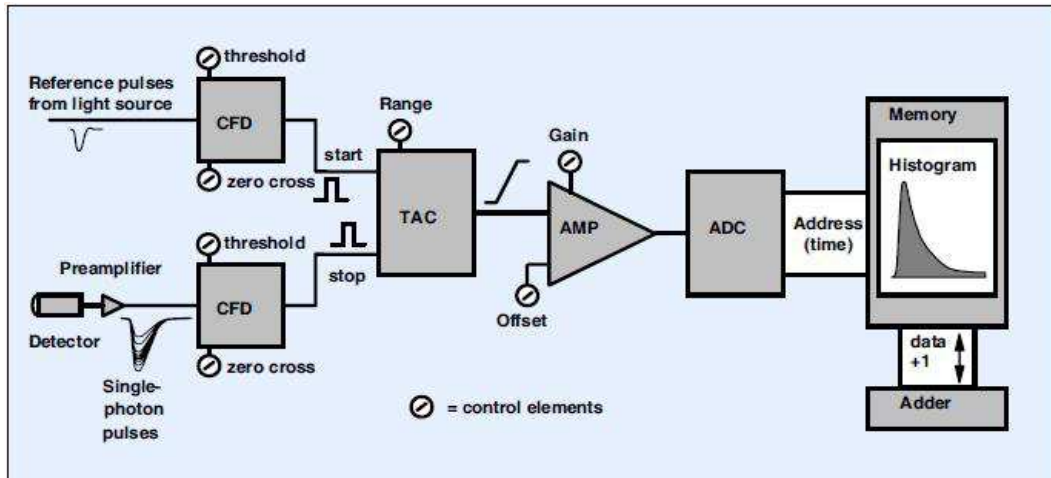 threshold
Reference pulses
from light source
CFD
zero cross
Range
start
TAC
stop
threshold
Preamplifier
CFD
Detector
zero cross
Single-
photon
pulses
Gain
AMP
Offset
ADC
Address
(time)
Memory
Histogram
data
+1
Adder
= control elements